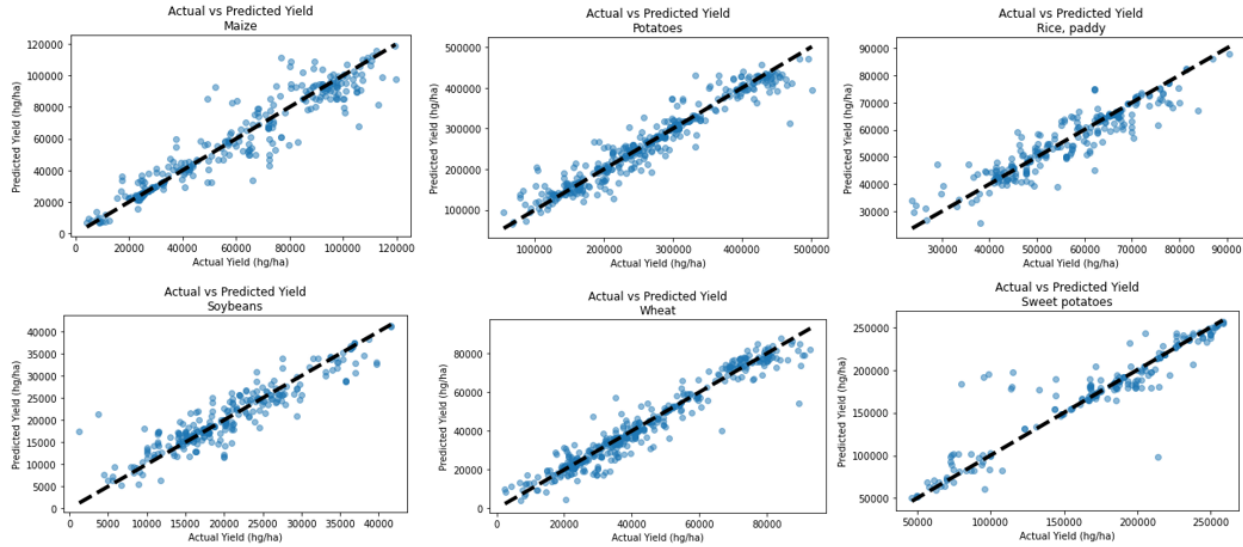 Actual vs Predicted Yield
Maize
120000
100000
80000
60000
40000
20000
0
Predicted Yield (hg/ha)
0 20000 40000 60000 80000 100000 120000
Actual Yield (hg/ha)
Actual vs Predicted Yield
Potatoes
500000
400000
300000
200000
100000
Predicted Yield (hg/ha)
100000 200000 300000 400000 500000
Actual Yield (hg/ha)
Actual vs Predicted Yield
Rice, paddy
90000
80000
70000
60000
50000
40000
30000
Predicted Yield (hg/ha)
30000 40000 50000 60000 70000 80000 90000
Actual Yield (hg/ha)
Actual vs Predicted Yield
Soybeans
40000
35000
30000
25000
20000
15000
10000
5000
0
Predicted Yield (hg/ha)
0 5000 10000 15000 20000 25000 30000 35000 40000
Actual Yield (hg/ha)
Actual vs Predicted Yield
Wheat
80000
60000
40000
20000
0
Predicted Yield (hg/ha)
0 20000 40000 60000 80000
Actual Yield (hg/ha)
Actual vs Predicted Yield
Sweet potatoes
250000
200000
150000
100000
50000
Predicted Yield (hg/ha)
50000 100000 150000 200000 250000
Actual Yield (hg/ha)